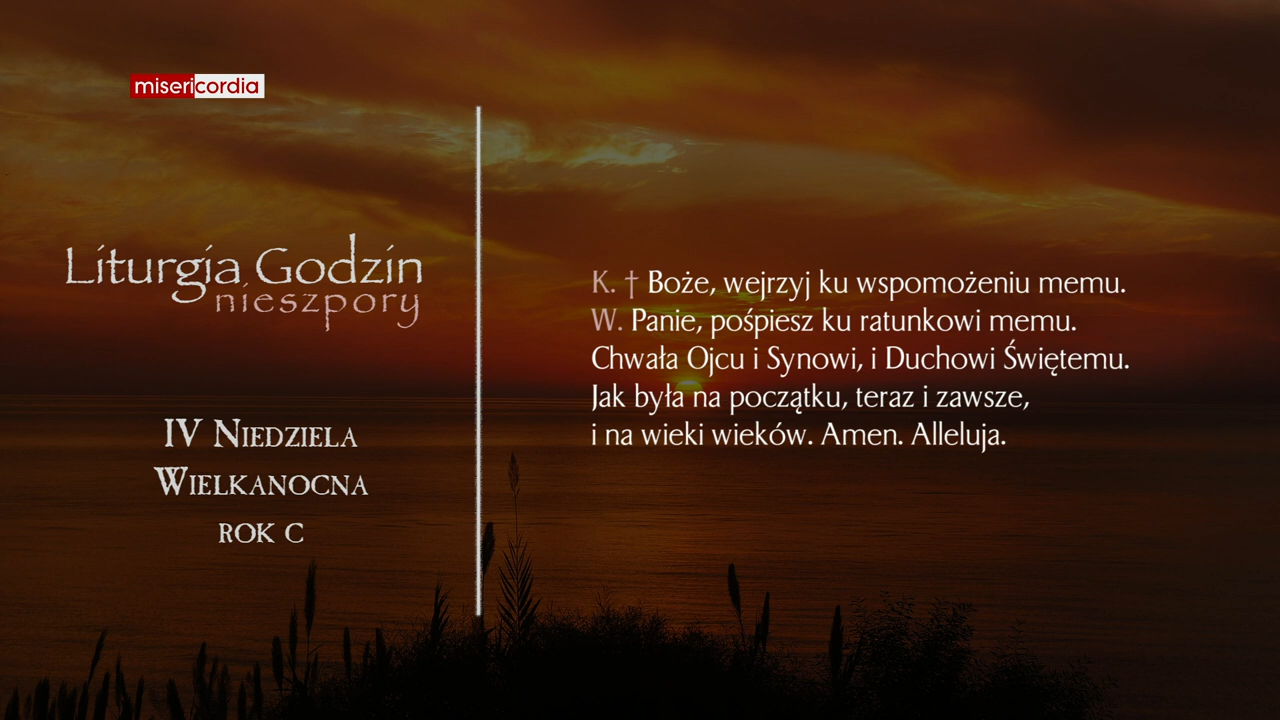 misericordia
Liturgia Godzin
nieszpory
IV Niedziela
Wielkanocna
rok C
K. † Boże, wejrzyj ku wspomożeniu memu.
W. Panie, pośpiesz ku ratunkowi memu.
Chwała Ojcu i Synowi, i Duchowi Świętemu.
Jak była na początku, teraz i zawsze,
i na wieki wieków. Amen. Alleluja.